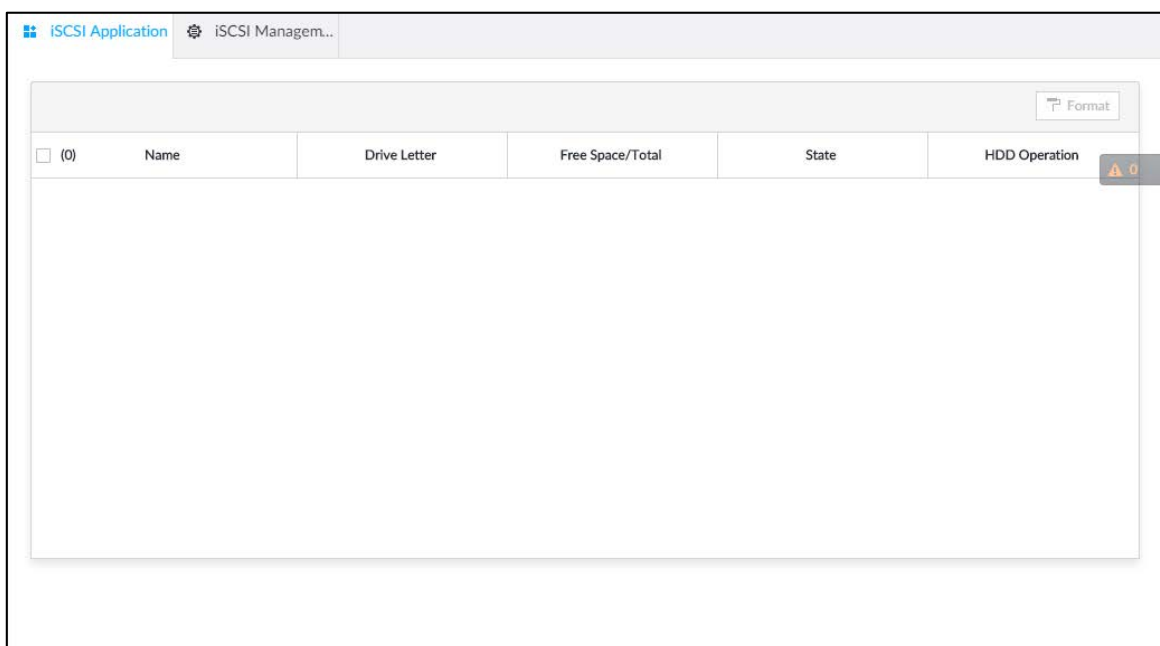 iSCSI Application iSCSI Managem...
Format
(0) Name Drive Letter Free Space/Total State HDD Operation
0